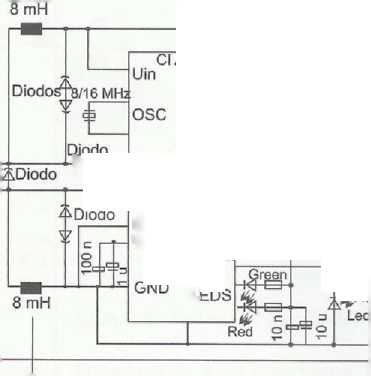 8 mH
Uin
Diodos
8/16 MHz
OSC
Diodo
Diodo
Diodo
100 n
1 u
GND
8 mH
Green
EDS
Red
10 n
10 u
Led